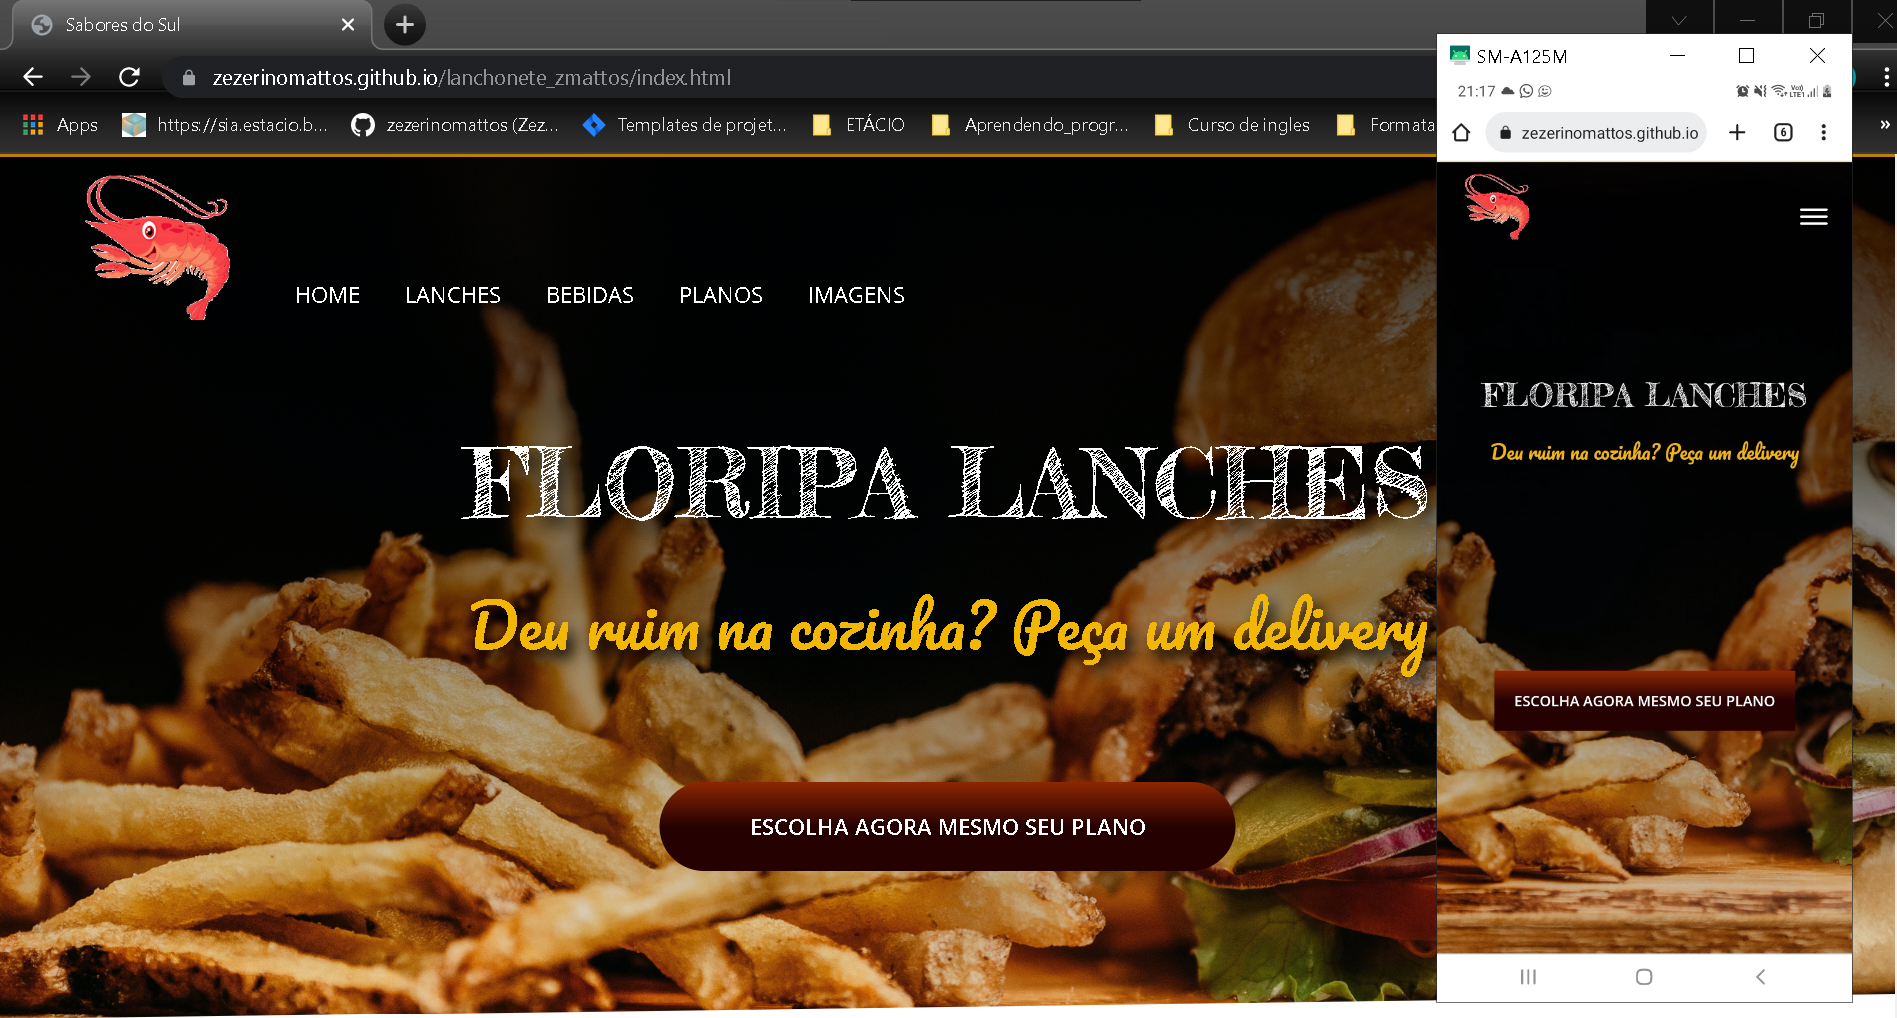 Sabores do Sul
zezerinomattos.github.io/lanchonete_zmattos/index.html
Apps https://sia.estacio.b... zezerinomattos (Zez... Templates de projet... ETÁCIO Aprendendo_progr... Curso de ingles Formata »
HOME LANCHES BEBIDAS PLANOS IMAGENS
FLORIPA LANCHES
Deu ruim na cozinha? Peça um delivery
ESCOLHA AGORA MESMO SEU PLANO
SM-A125M
21:17
zezerinomattos.github.io 6
FLORIPA LANCHES
Deu ruim na cozinha? Peça um delivery
ESCOLHA AGORA MESMO SEU PLANO